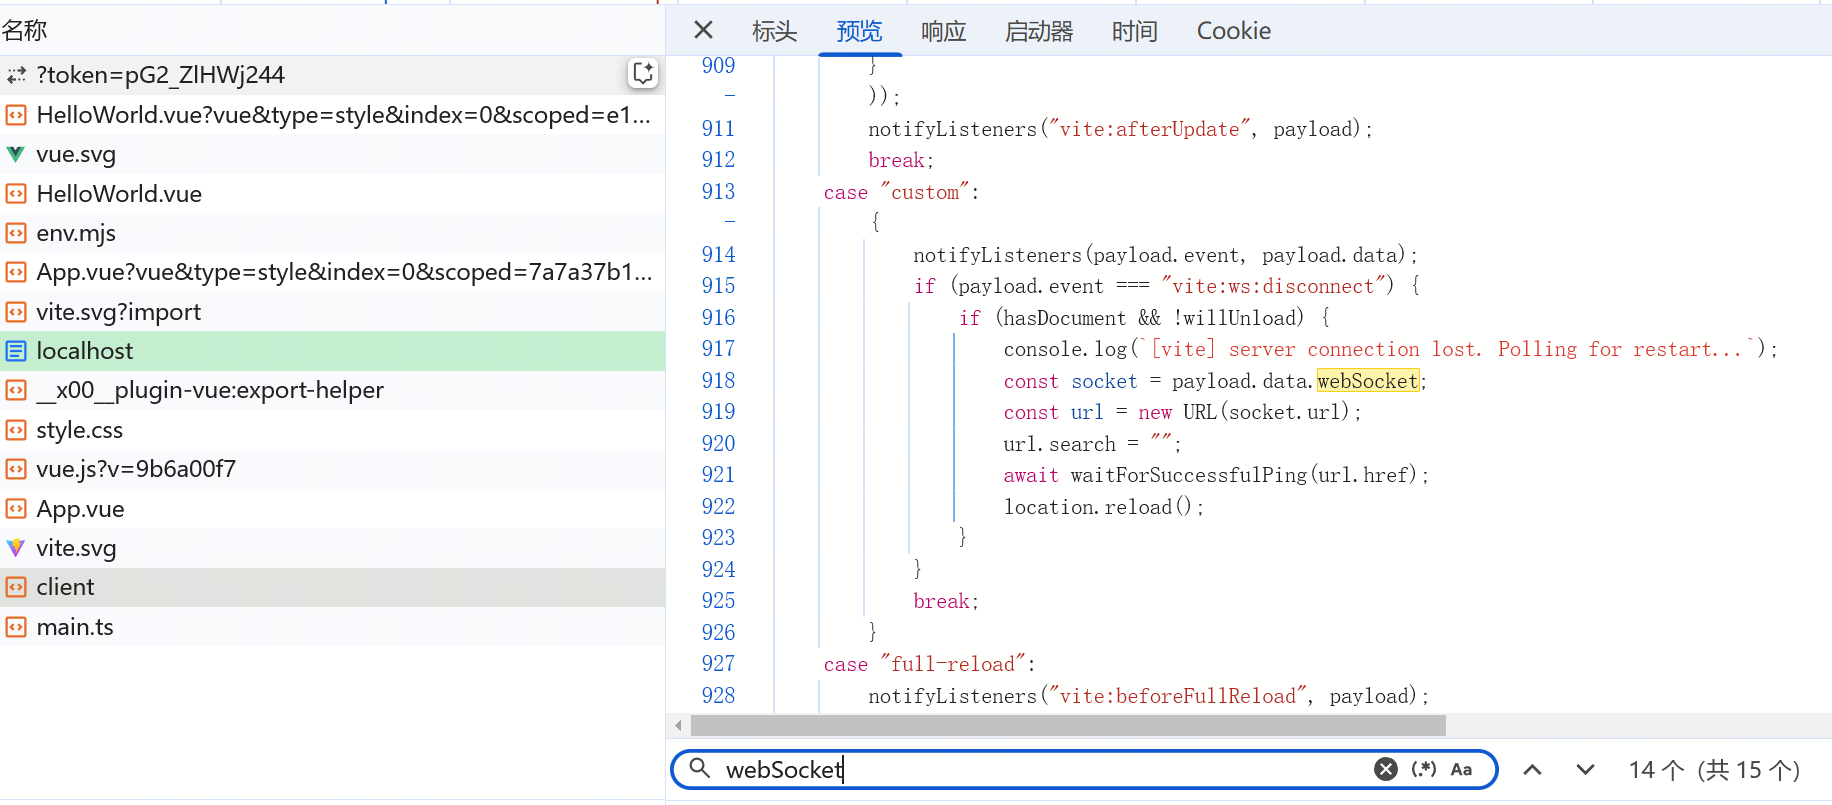 名称
?token=pG2_ZlHWj244
HelloWorld.vue?vue&type=style&index=0&scoped=e1...
vue.svg
HelloWorld.vue
env.mjs
App.vue?vue&type=style&index=0&scoped=7a7a37b1...
vite.svg?import
localhost
__x00__plugin-vue:export-helper
style.css
vue.js?v=9b6a00f7
App.vue
vite.svg
client
main.ts
标头 预览 响应 启动器 时间 Cookie
909 }
- ));
911 notifyListeners("vite:afterUpdate", payload);
912 break;
913 case "custom":
- {
914 notifyListeners(payload.event, payload.data);
915 if (payload.event === "vite:ws:disconnect") {
916 if (hasDocument && !willUnload) {
917 console.log(`[vite] server connection lost. Polling for restart...`);
918 const socket = payload.data.webSocket;
919 const url = new URL(socket.url);
920 url.search = "";
921 await waitForSuccessfulPing(url.href);
922 location.reload();
923 }
924 }
925 break;
926 }
927 case "full-reload":
928 notifyListeners("vite:beforeFullReload", payload);
webSocket (.*) Aa 14 个 (共 15 个)